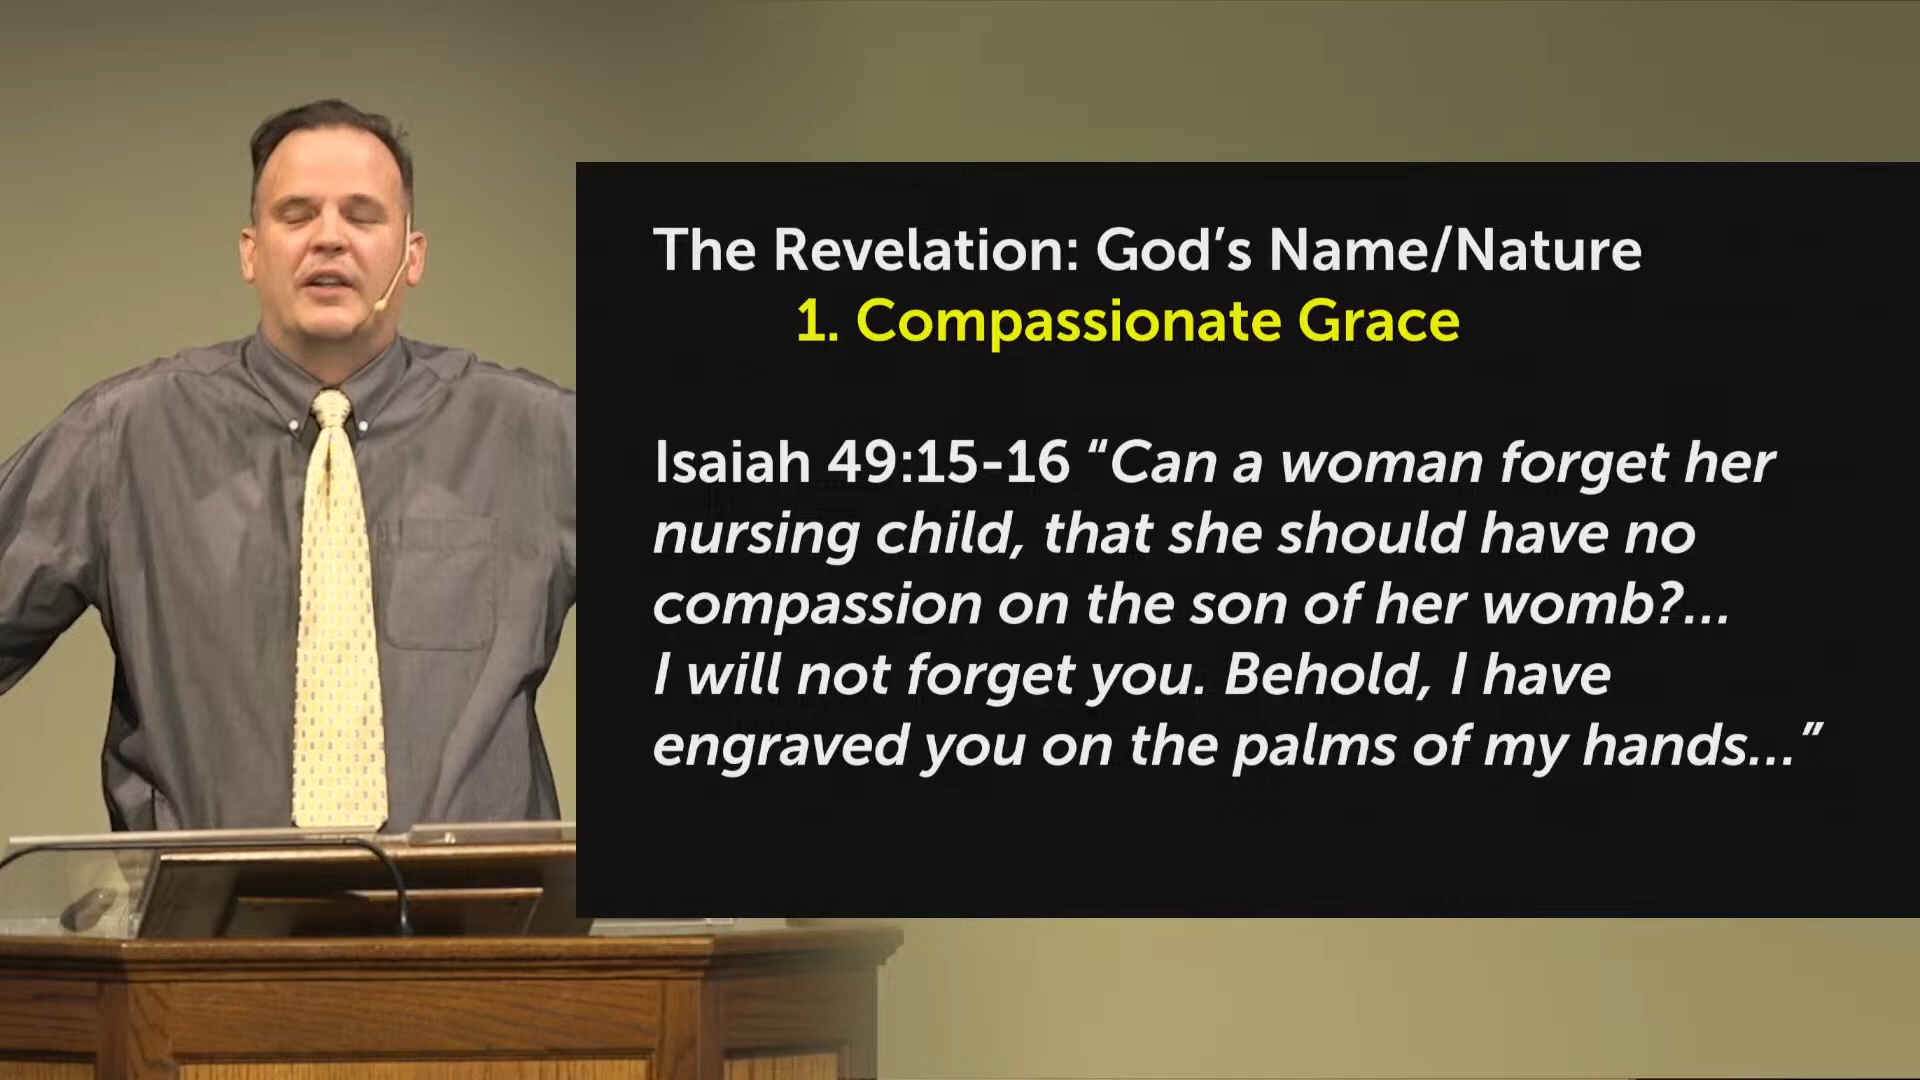 The Revelation: God’s Name/Nature
1. Compassionate Grace
Isaiah 49:15-16 “Can a woman forget her
nursing child, that she should have no
compassion on the son of her womb?...
I will not forget you. Behold, I have
engraved you on the palms of my hands...”